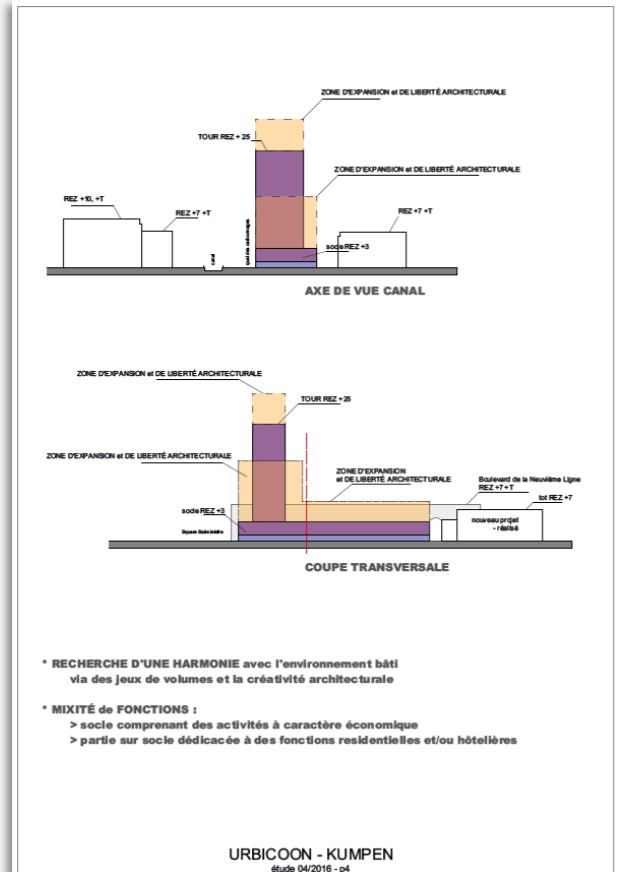 ZONE D'EXPANSION et DE LIBERTÉ ARCHITECTURALE
TOUR REZ + 25
ZONE D'EXPANSION et DE LIBERTÉ ARCHITECTURALE
REZ +10, +T
REZ +7 +T
REZ +7 +T
canal
socle REZ +3
AXE DE VUE CANAL
ZONE D'EXPANSION et DE LIBERTÉ ARCHITECTURALE
TOUR REZ +25
ZONE D'EXPANSION et DE LIBERTÉ ARCHITECTURALE
ZONE D'EXPANSION
et DE LIBERTÉ ARCHITECTURALE
Boulevard de la Neuvième Ligne
REZ +7 +T
tot REZ +7
socle REZ +3
nouveau projet
- réalisé
Square Sainctelette
COUPE TRANSVERSALE
* RECHERCHE D'UNE HARMONIE avec l'environnement bâti
via des jeux de volumes et la créativité architecturale
* MIXITÉ de FONCTIONS :
> socle comprenant des activités à caractère économique
> partie sur socle dédicacée à des fonctions residentielles et/ou hôtelières
URBICOON - KUMPEN
étude 04/2016 - p4